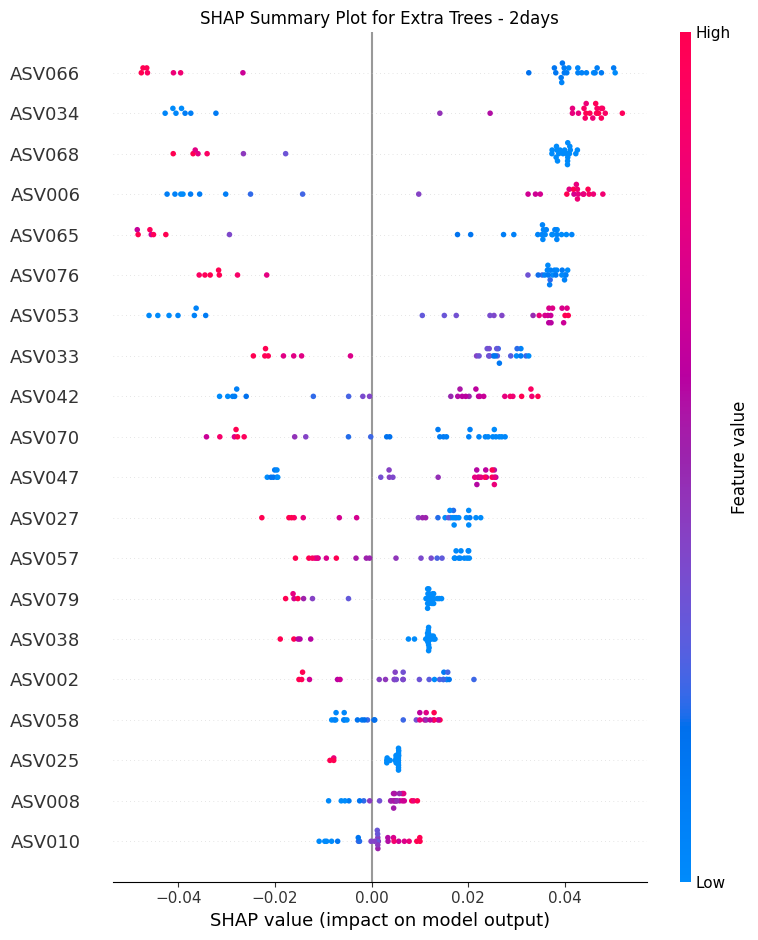 SHAP Summary Plot for Extra Trees - 2days
High
ASV066
ASV034
ASV068
ASV006
ASV065
ASV076
ASV053
ASV033
ASV042
ASV070
ASV047
ASV027
ASV057
ASV079
ASV038
ASV002
ASV058
ASV025
ASV008
ASV010
Feature value
Low
−0.04 −0.02 0.00 0.02 0.04
SHAP value (impact on model output)